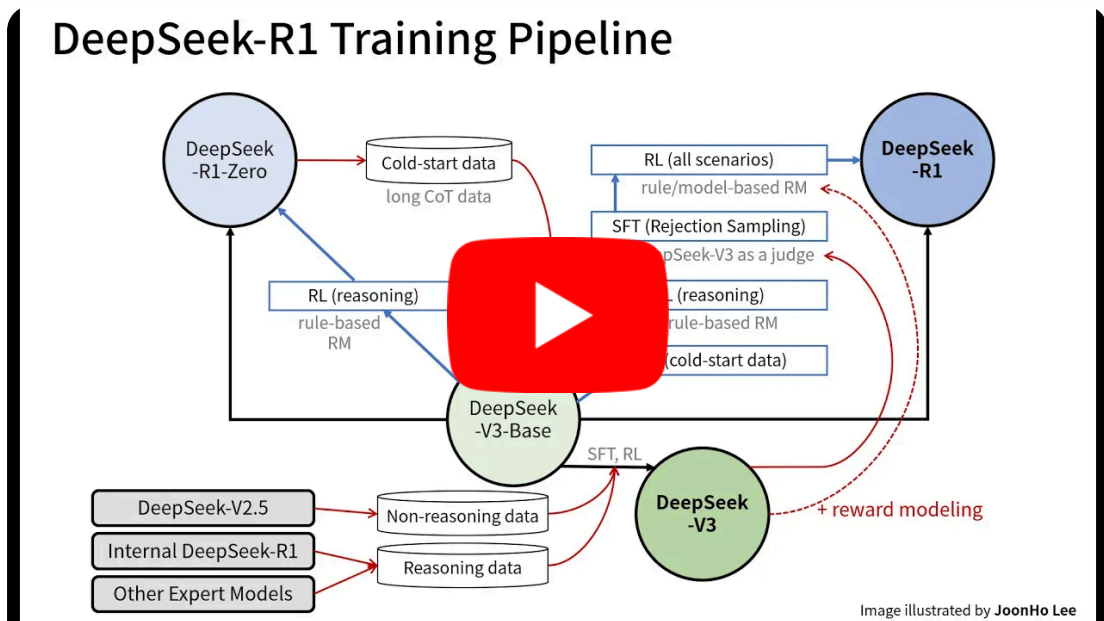 DeepSeek-R1 Training Pipeline
DeepSeek
-R1-Zero
Cold-start data
long CoT data
RL (all scenarios)
rule/model-based RM
DeepSeek
-R1
SFT (Rejection Sampling)
as a judge
RL (reasoning)
rule-based
RM
(reasoning)
rule-based RM
(cold-start data)
DeepSeek
-V3-Base
SFT, RL
DeepSeek
-V3
+ reward modeling
DeepSeek-V2.5
Non-reasoning data
Internal DeepSeek-R1
Reasoning data
Other Expert Models
Image illustrated by JoonHo Lee